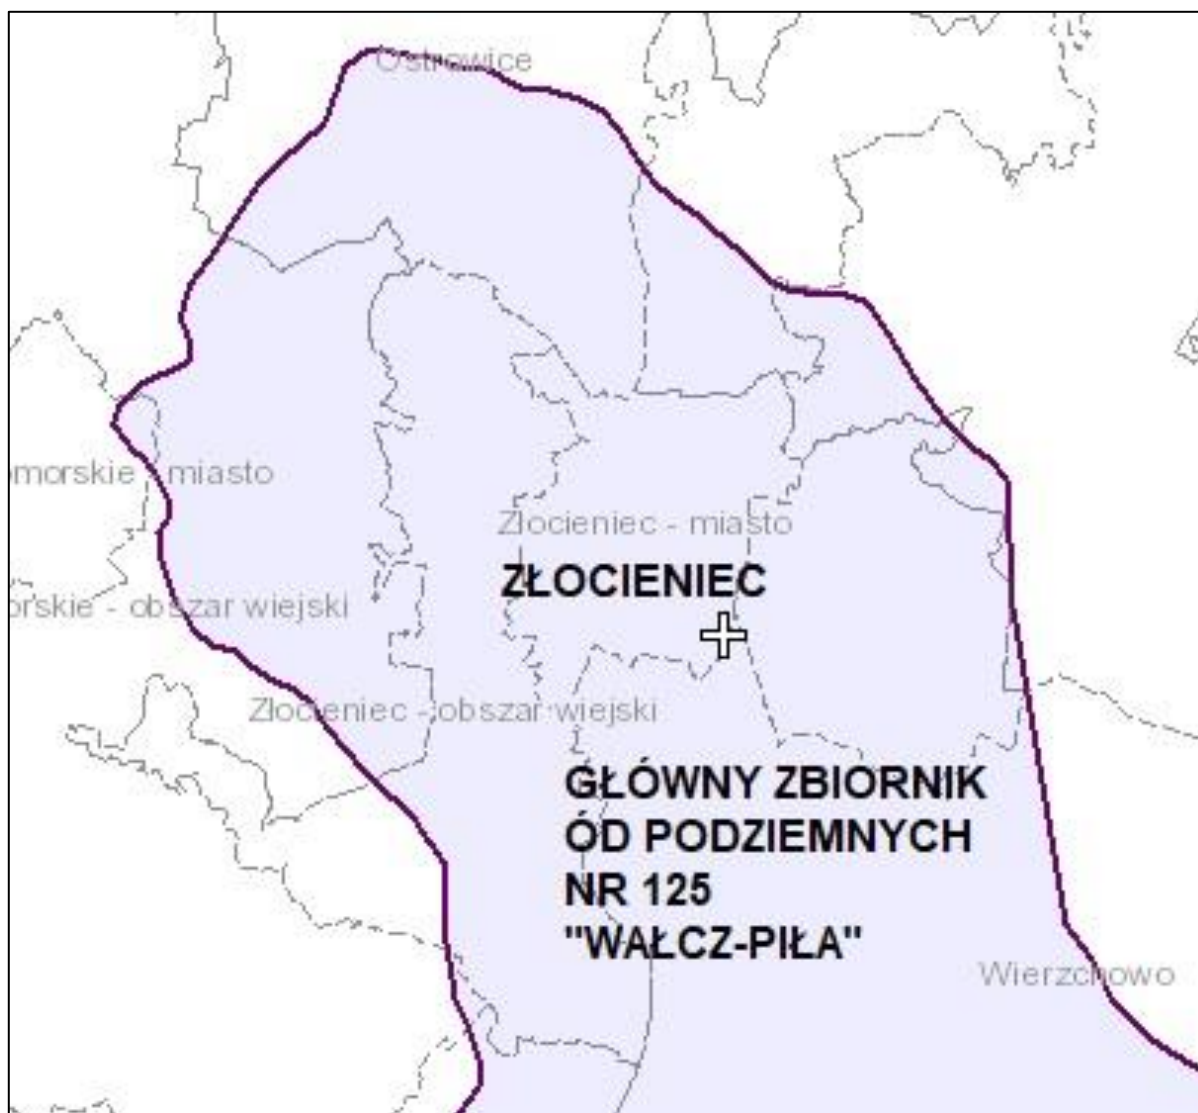 Ostrowice
omorskie - miasto
Złocieniec - miasto
ZŁOCIENIEC
orskie - obszar wiejski
Złocieniec - obszar wiejski
GŁÓWNY ZBIORNIK
ÓD PODZIEMNYCH
NR 125
"WAŁCZ-PIŁA"
Wierzchowo